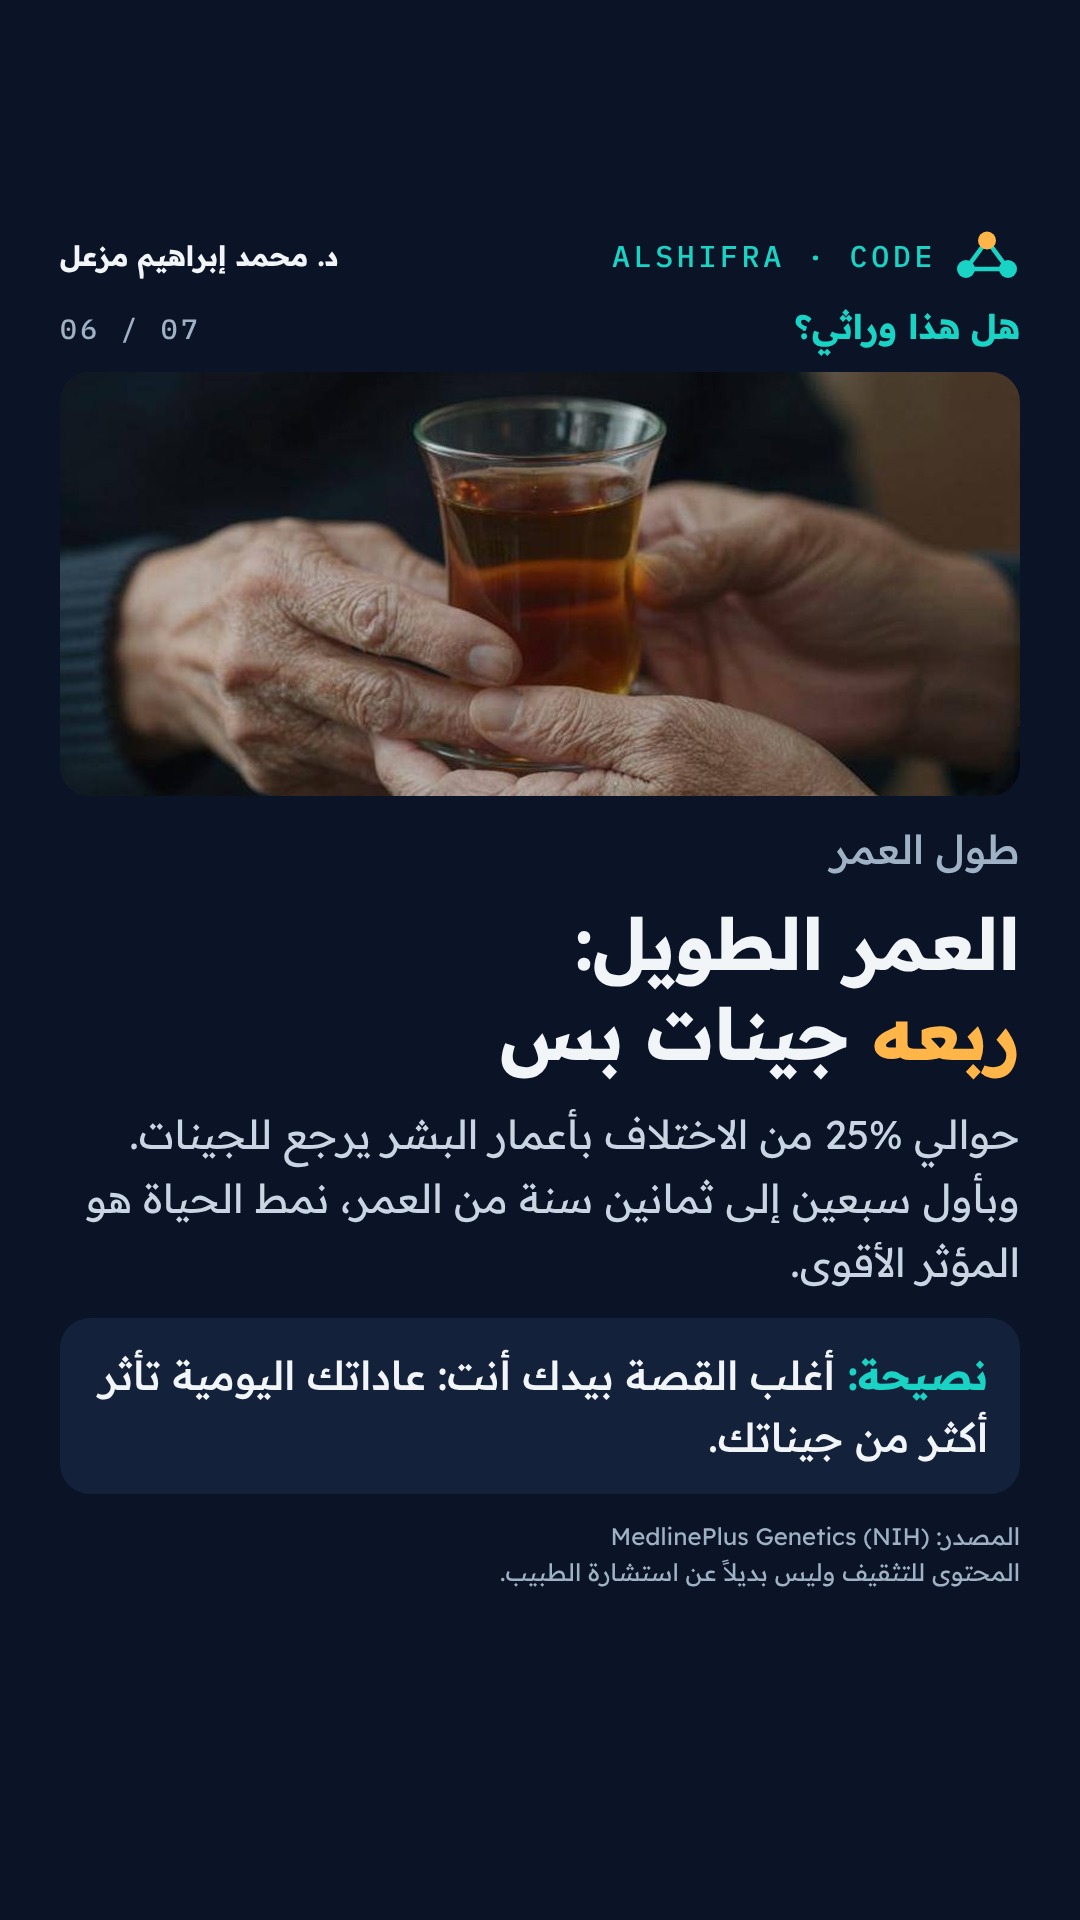 ALSHIFRA · CODE
د. محمد إبراهيم مزعل
هل هذا وراثي؟
06 / 07
طول العمر
العمر الطويل:
ربعه جينات بس
حوالي 25% من الاختلاف بأعمار البشر يرجع للجينات.
وبأول سبعين إلى ثمانين سنة من العمر، نمط الحياة هو
المؤثر الأقوى.
نصيحة: أغلب القصة بيدك أنت: عاداتك اليومية تأثر
أكثر من جيناتك.
المصدر: MedlinePlus Genetics (NIH)
المحتوى للتثقيف وليس بديلاً عن استشارة الطبيب.